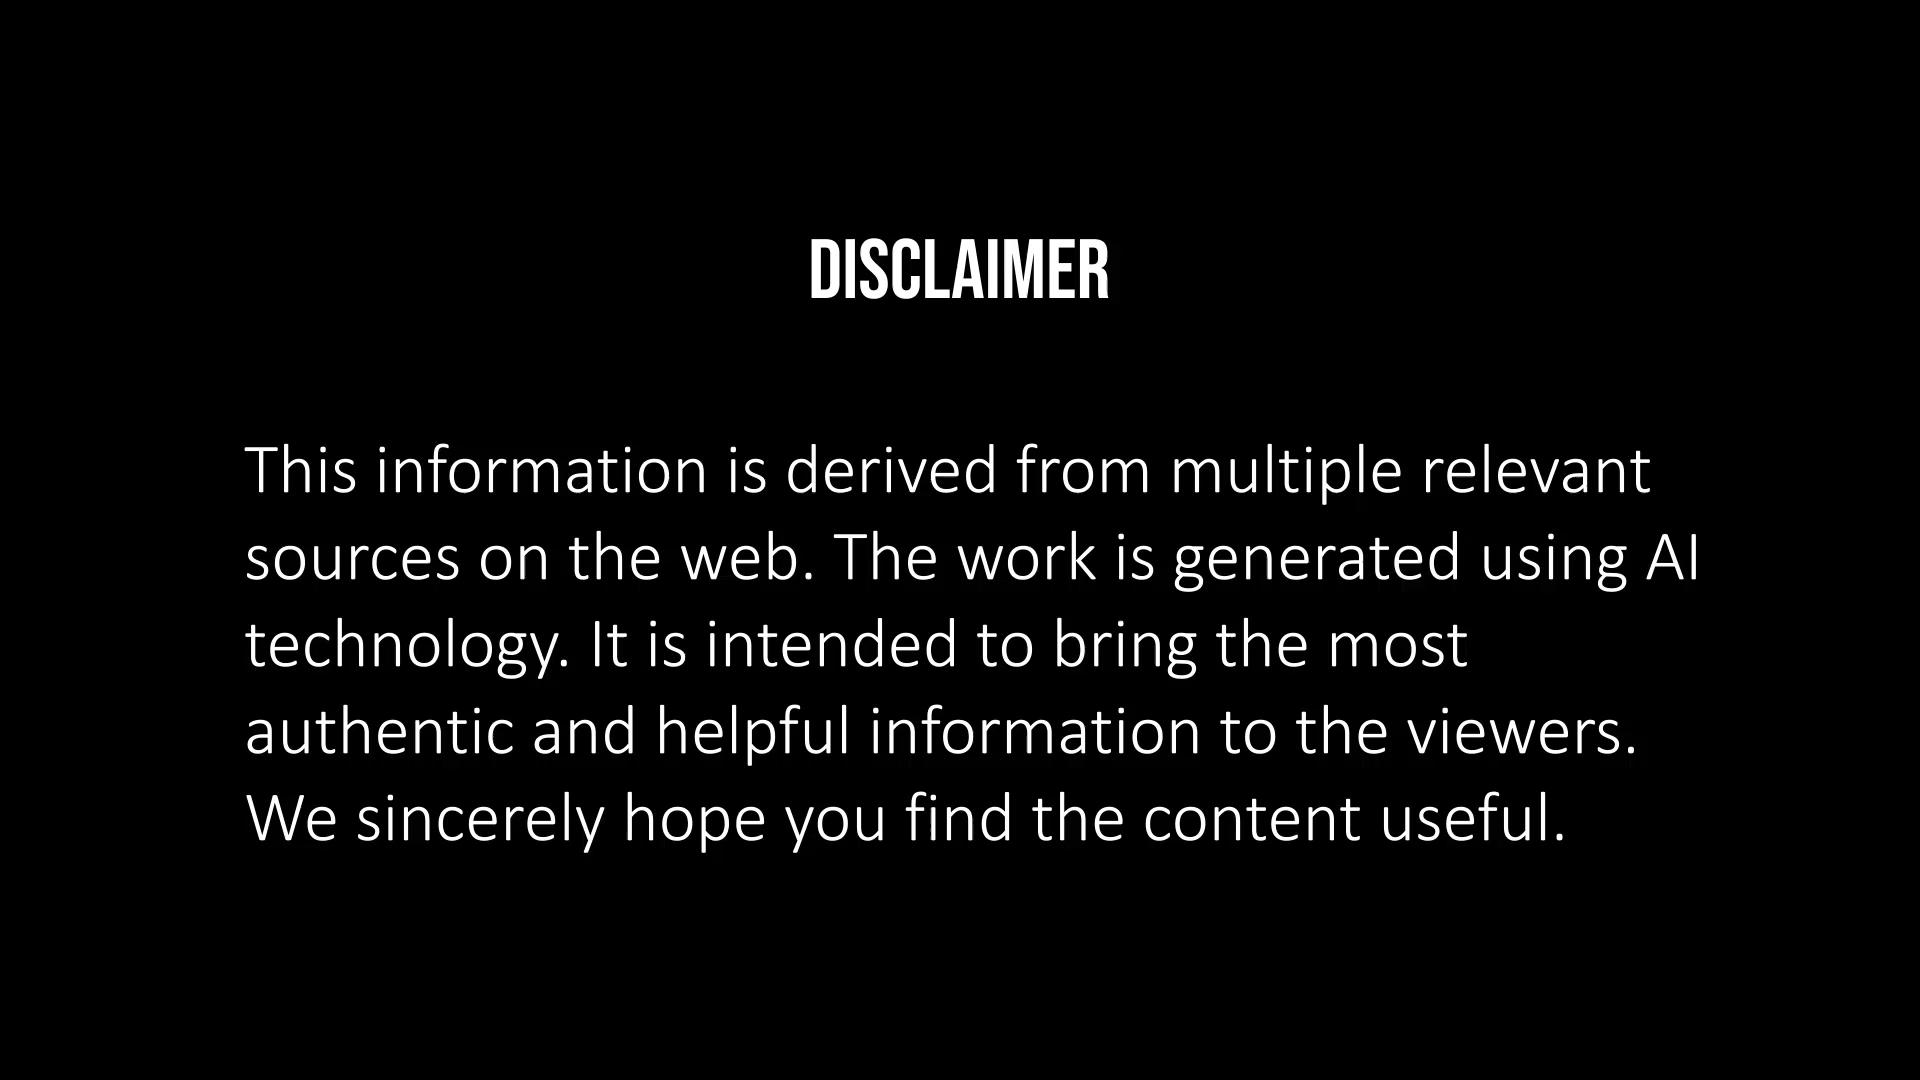 DISCLAIMER
This information is derived from multiple relevant
sources on the web. The work is generated using AI
technology. It is intended to bring the most
authentic and helpful information to the viewers.
We sincerely hope you find the content useful.